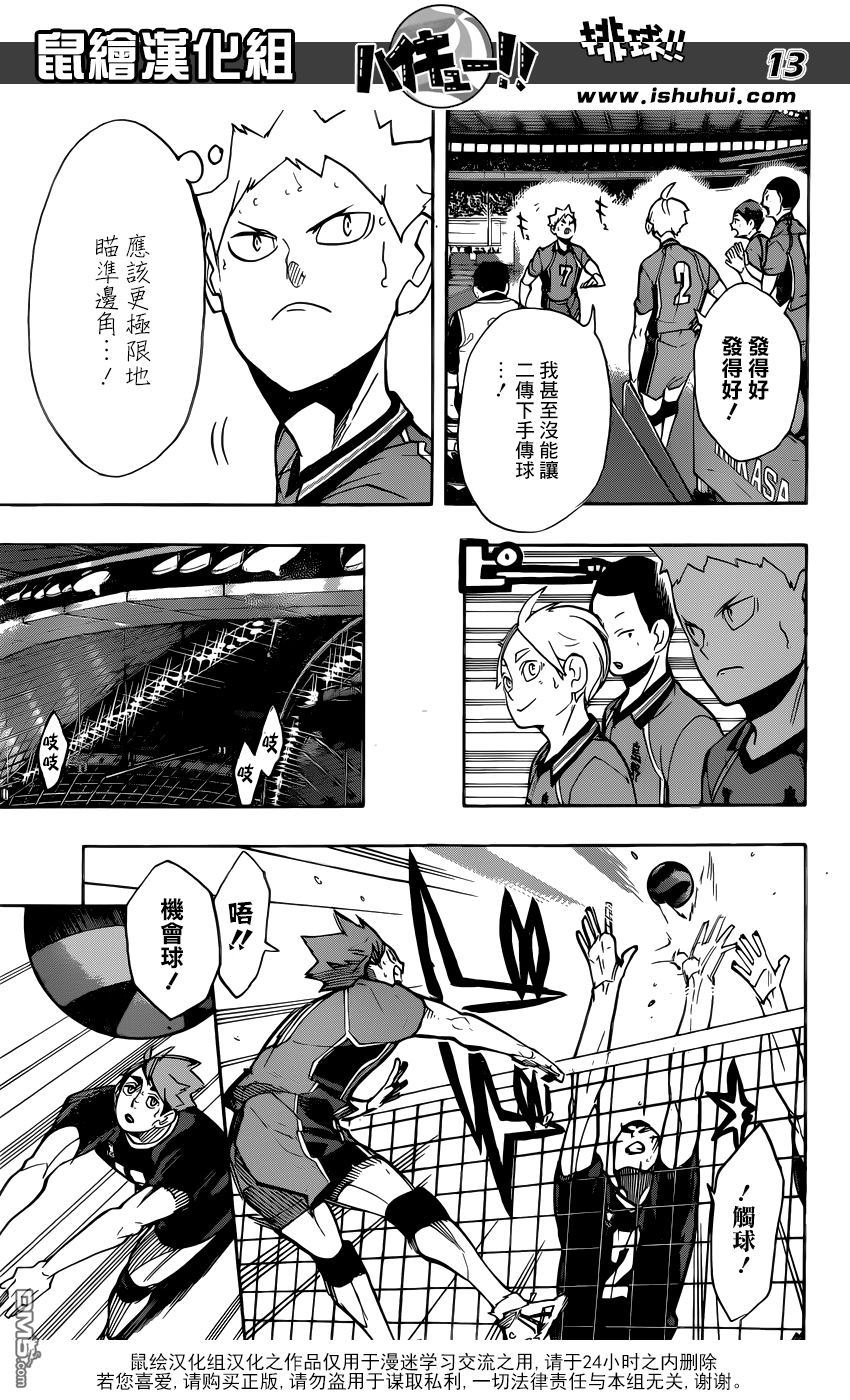 鼠繪漢化組
ハイキュー!!
排球!!
13
www.ishuhui.com
發得好
發得好!
我甚至沒能讓
二傳下手傳球
…!
7
2
MIKASA
應該更極限地
瞄準邊角…!
ピ
吱
吱
吱
吱
唔!!
機會球!
!觸球!
鼠绘汉化组汉化之作品仅用于漫迷学习交流之用, 请于24小时之内删除
若您喜爱, 请购买正版, 请勿盗用于谋取私利, 一切法律责任与本组无关, 谢谢。